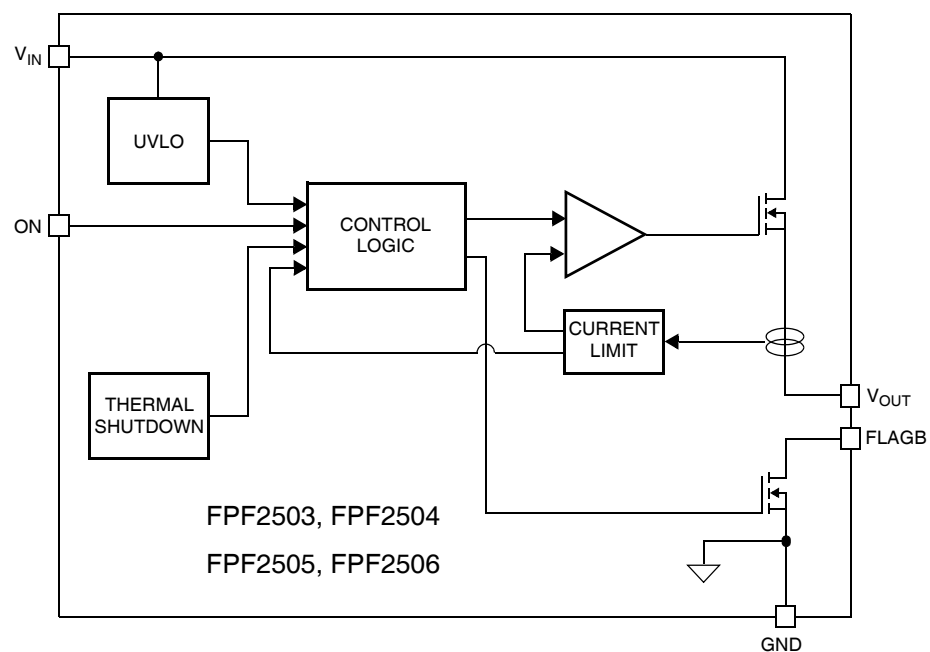 VIN
UVLO
ON
CONTROL
LOGIC
CURRENT
LIMIT
THERMAL
SHUTDOWN
VOUT
FLAGB
FPF2503, FPF2504
FPF2505, FPF2506
GND